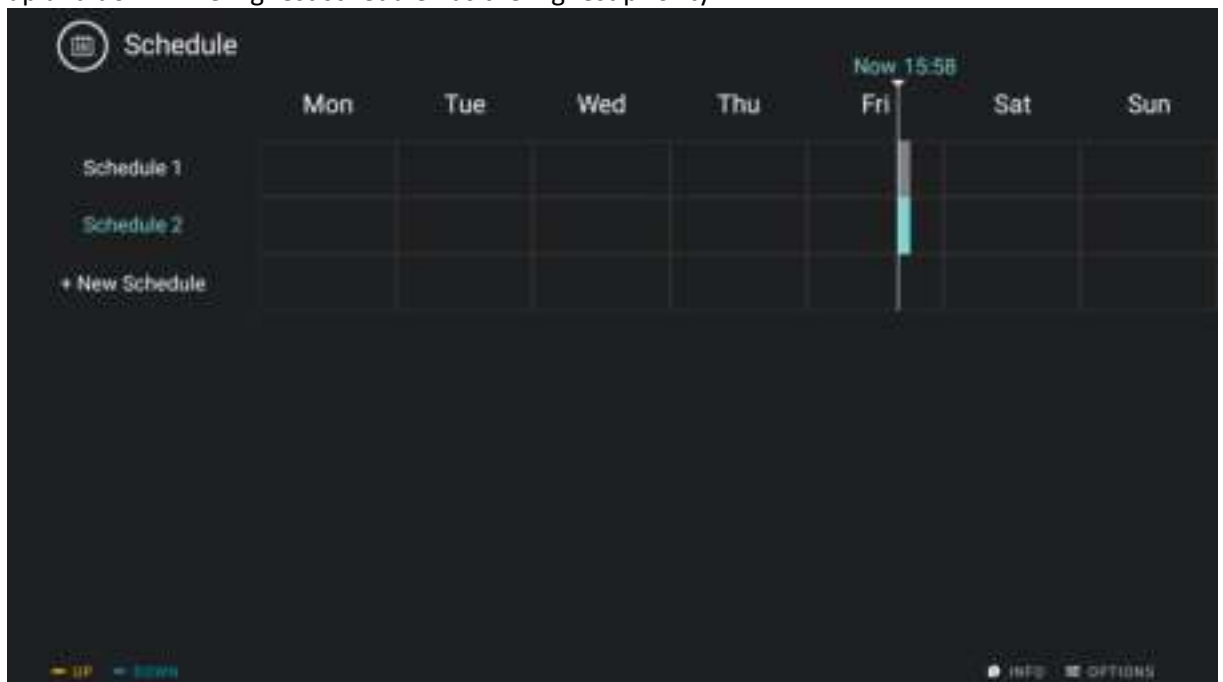 Schedule
Now 15:58
Mon Tue Wed Thu Fri Sat Sun
Schedule 1
Schedule 2
+ New Schedule
UP DOWN INFO OPTIONS